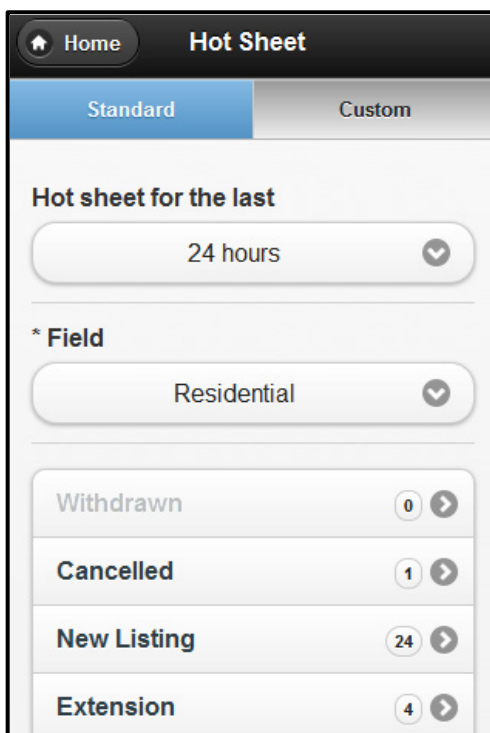 Home Hot Sheet
Standard Custom
Hot sheet for the last
24 hours
* Field
Residential
Withdrawn 0
Cancelled 1
New Listing 24
Extension 4